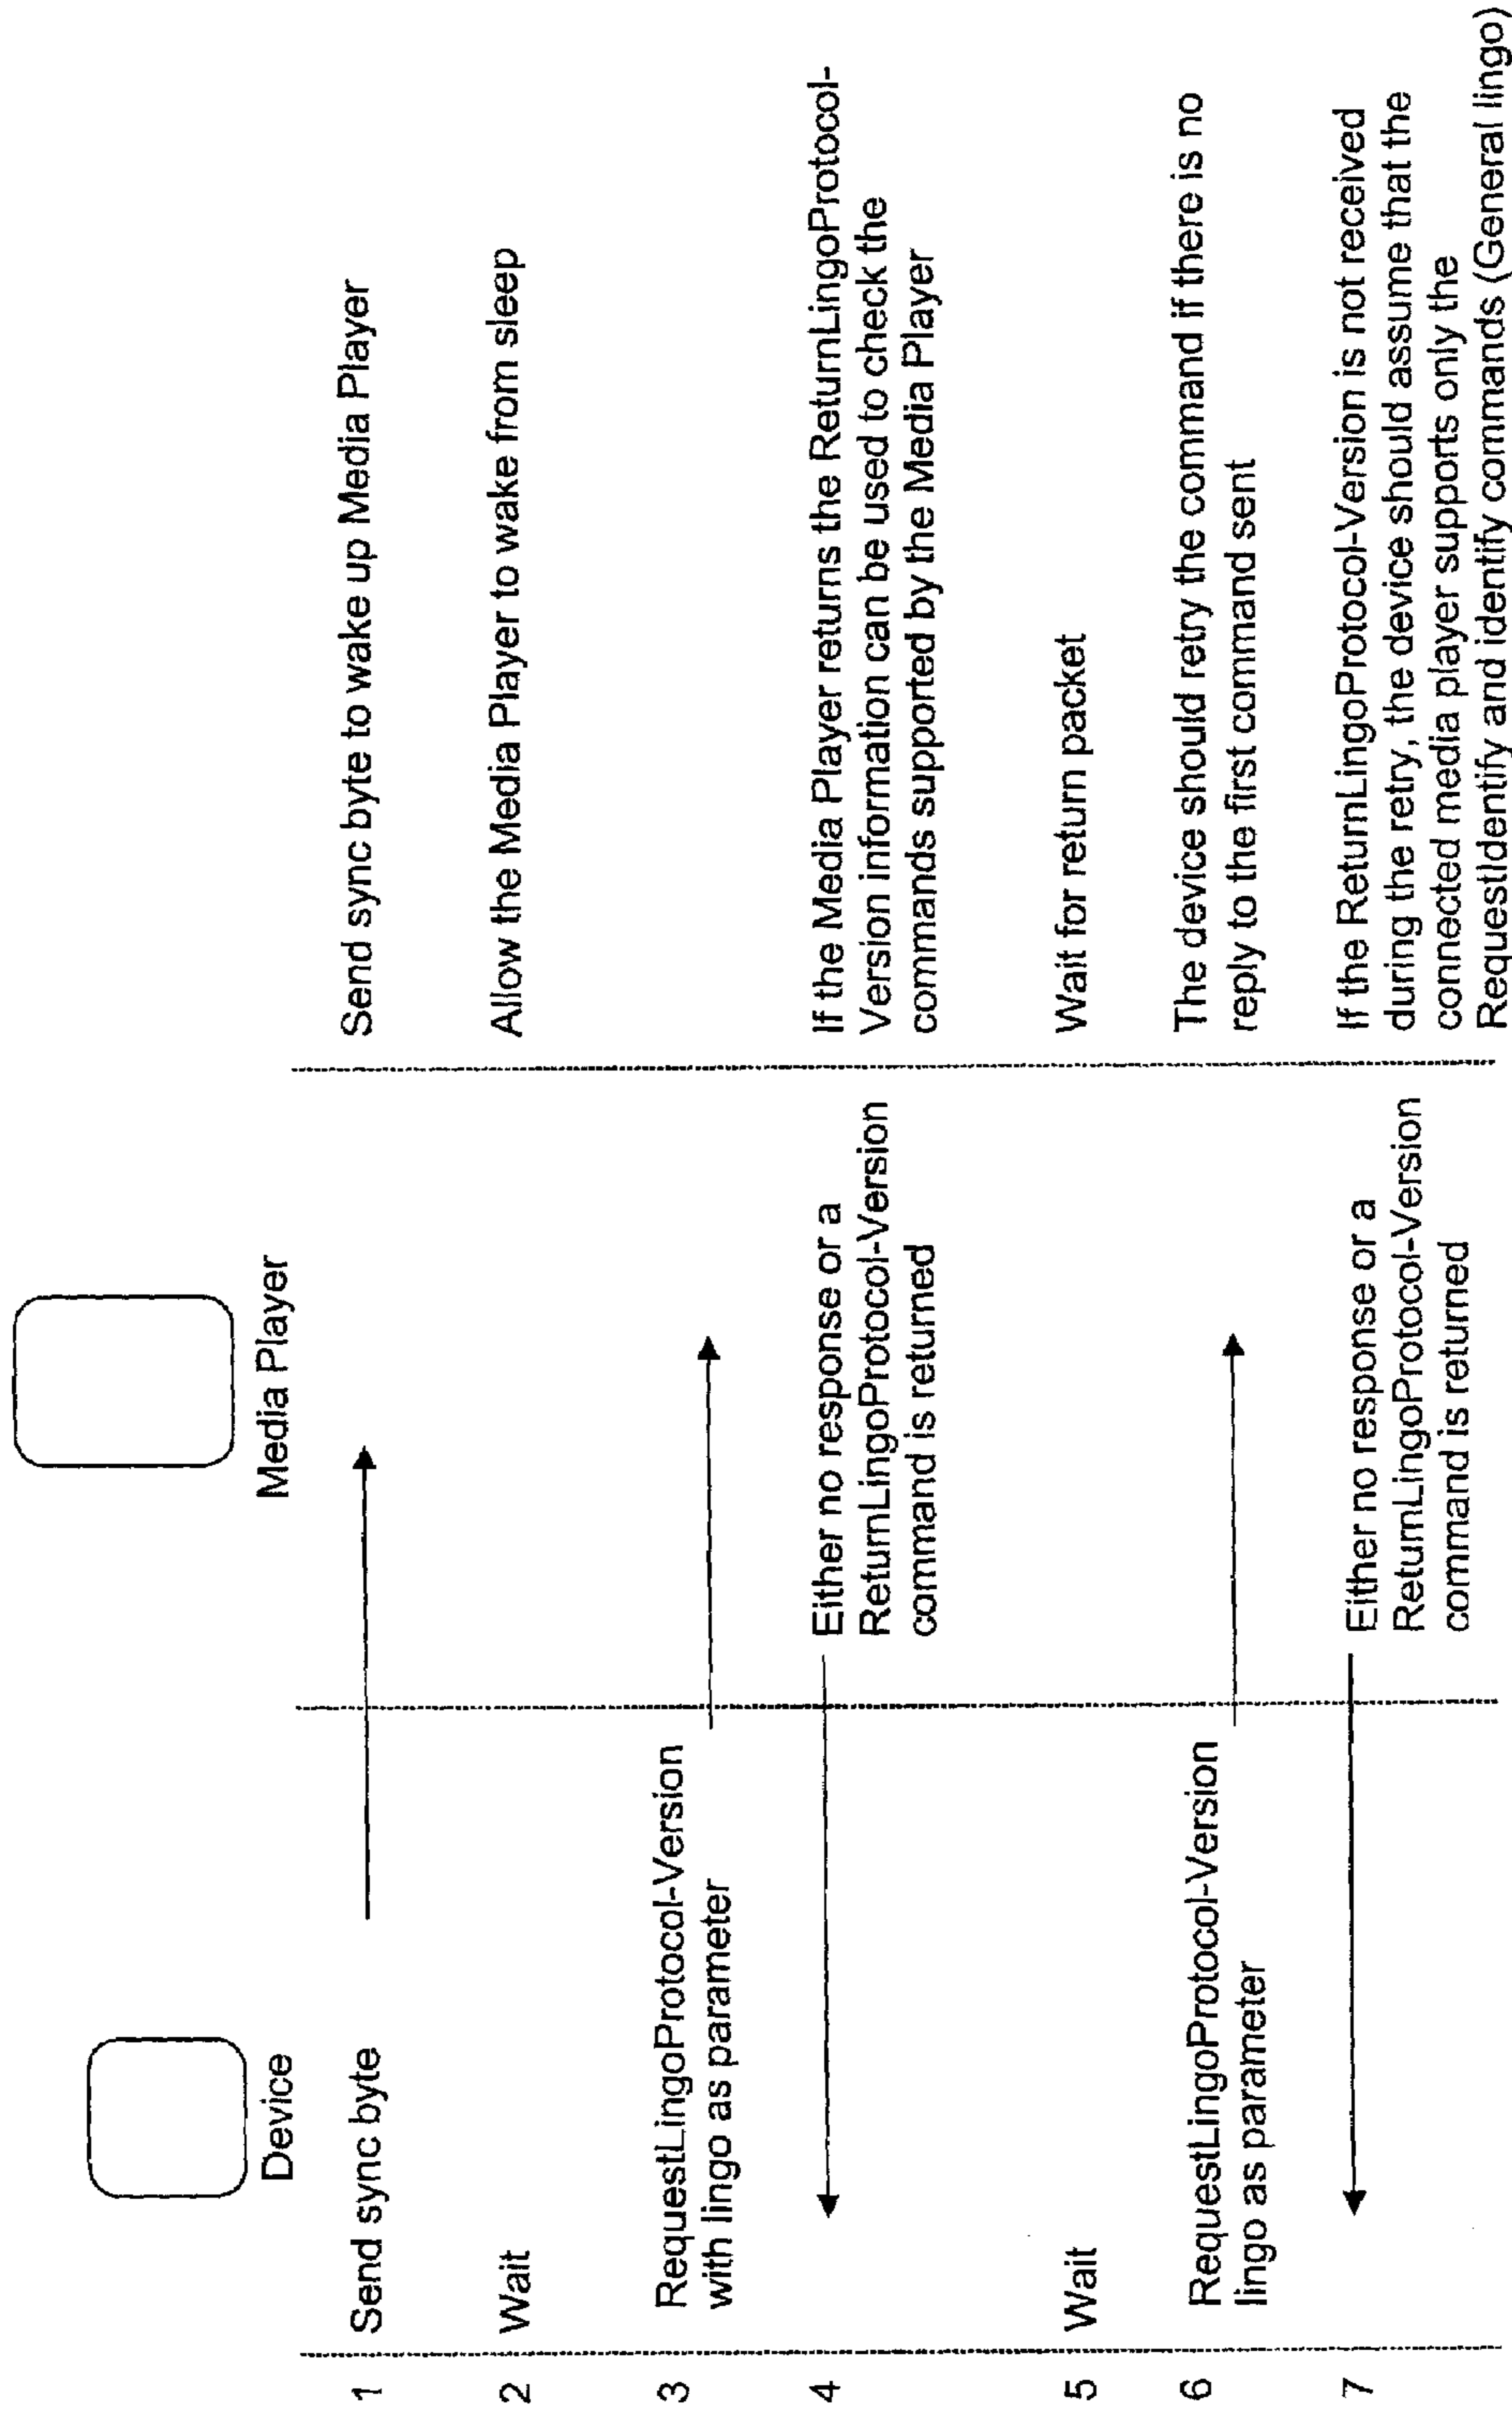 Device
Media Player
1
Send sync byte
Send sync byte to wake up Media Player
2
Wait
Allow the Media Player to wake from sleep
3
RequestLingoProtocol-Version
with lingo as parameter
4
Either no response or a
ReturnLingoProtocol-Version
command is returned
If the Media Player returns the ReturnLingoProtocol-
Version information can be used to check the
commands supported by the Media Player
5
Wait
Wait for return packet
6
RequestLingoProtocol-Version
lingo as parameter
The device should retry the command if there is no
reply to the first command sent
7
Either no response or a
ReturnLingoProtocol-Version
command is returned
If the ReturnLingoProtocol-Version is not received
during the retry, the device should assume that the
connected media player supports only the
RequestIdentify and identify commands (General lingo)